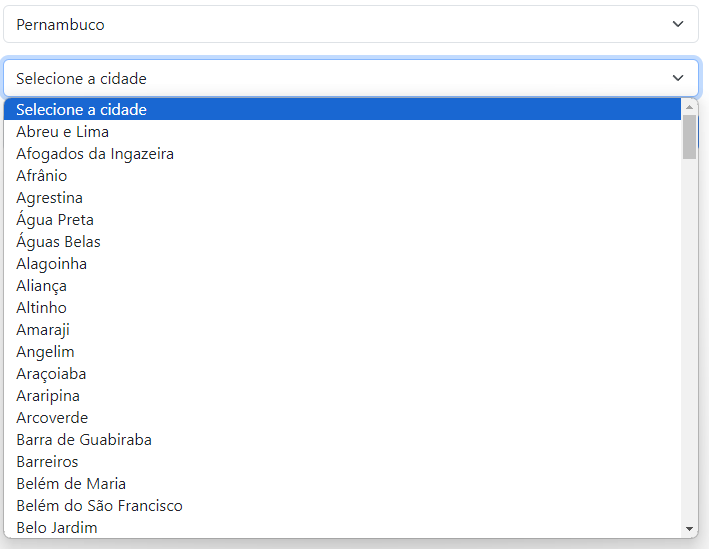 Pernambuco
Selecione a cidade
Selecione a cidade
Abreu e Lima
Afogados da Ingazeira
Afrânio
Agrestina
Água Preta
Águas Belas
Alagoinha
Aliança
Altinho
Amaraji
Angelim
Araçoiaba
Araripina
Arcoverde
Barra de Guabiraba
Barreiros
Belém de Maria
Belém do São Francisco
Belo Jardim